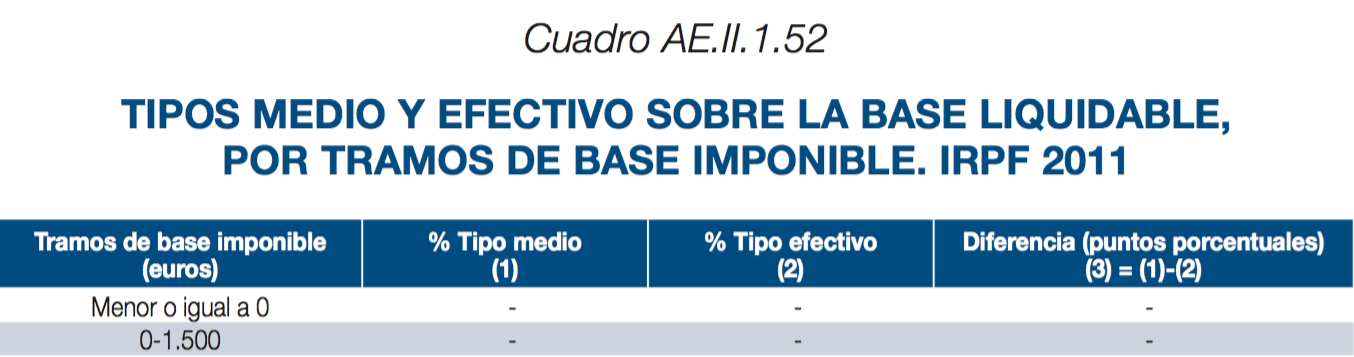 Cuadro AE.II.1.52
TIPOS MEDIO Y EFECTIVO SOBRE LA BASE LIQUIDABLE,
POR TRAMOS DE BASE IMPONIBLE. IRPF 2011
Tramos de base imponible (euros) % Tipo medio (1) % Tipo efectivo (2) Diferencia (puntos porcentuales) (3) = (1)-(2)
Menor o igual a 0 - - -
0-1.500 - - -